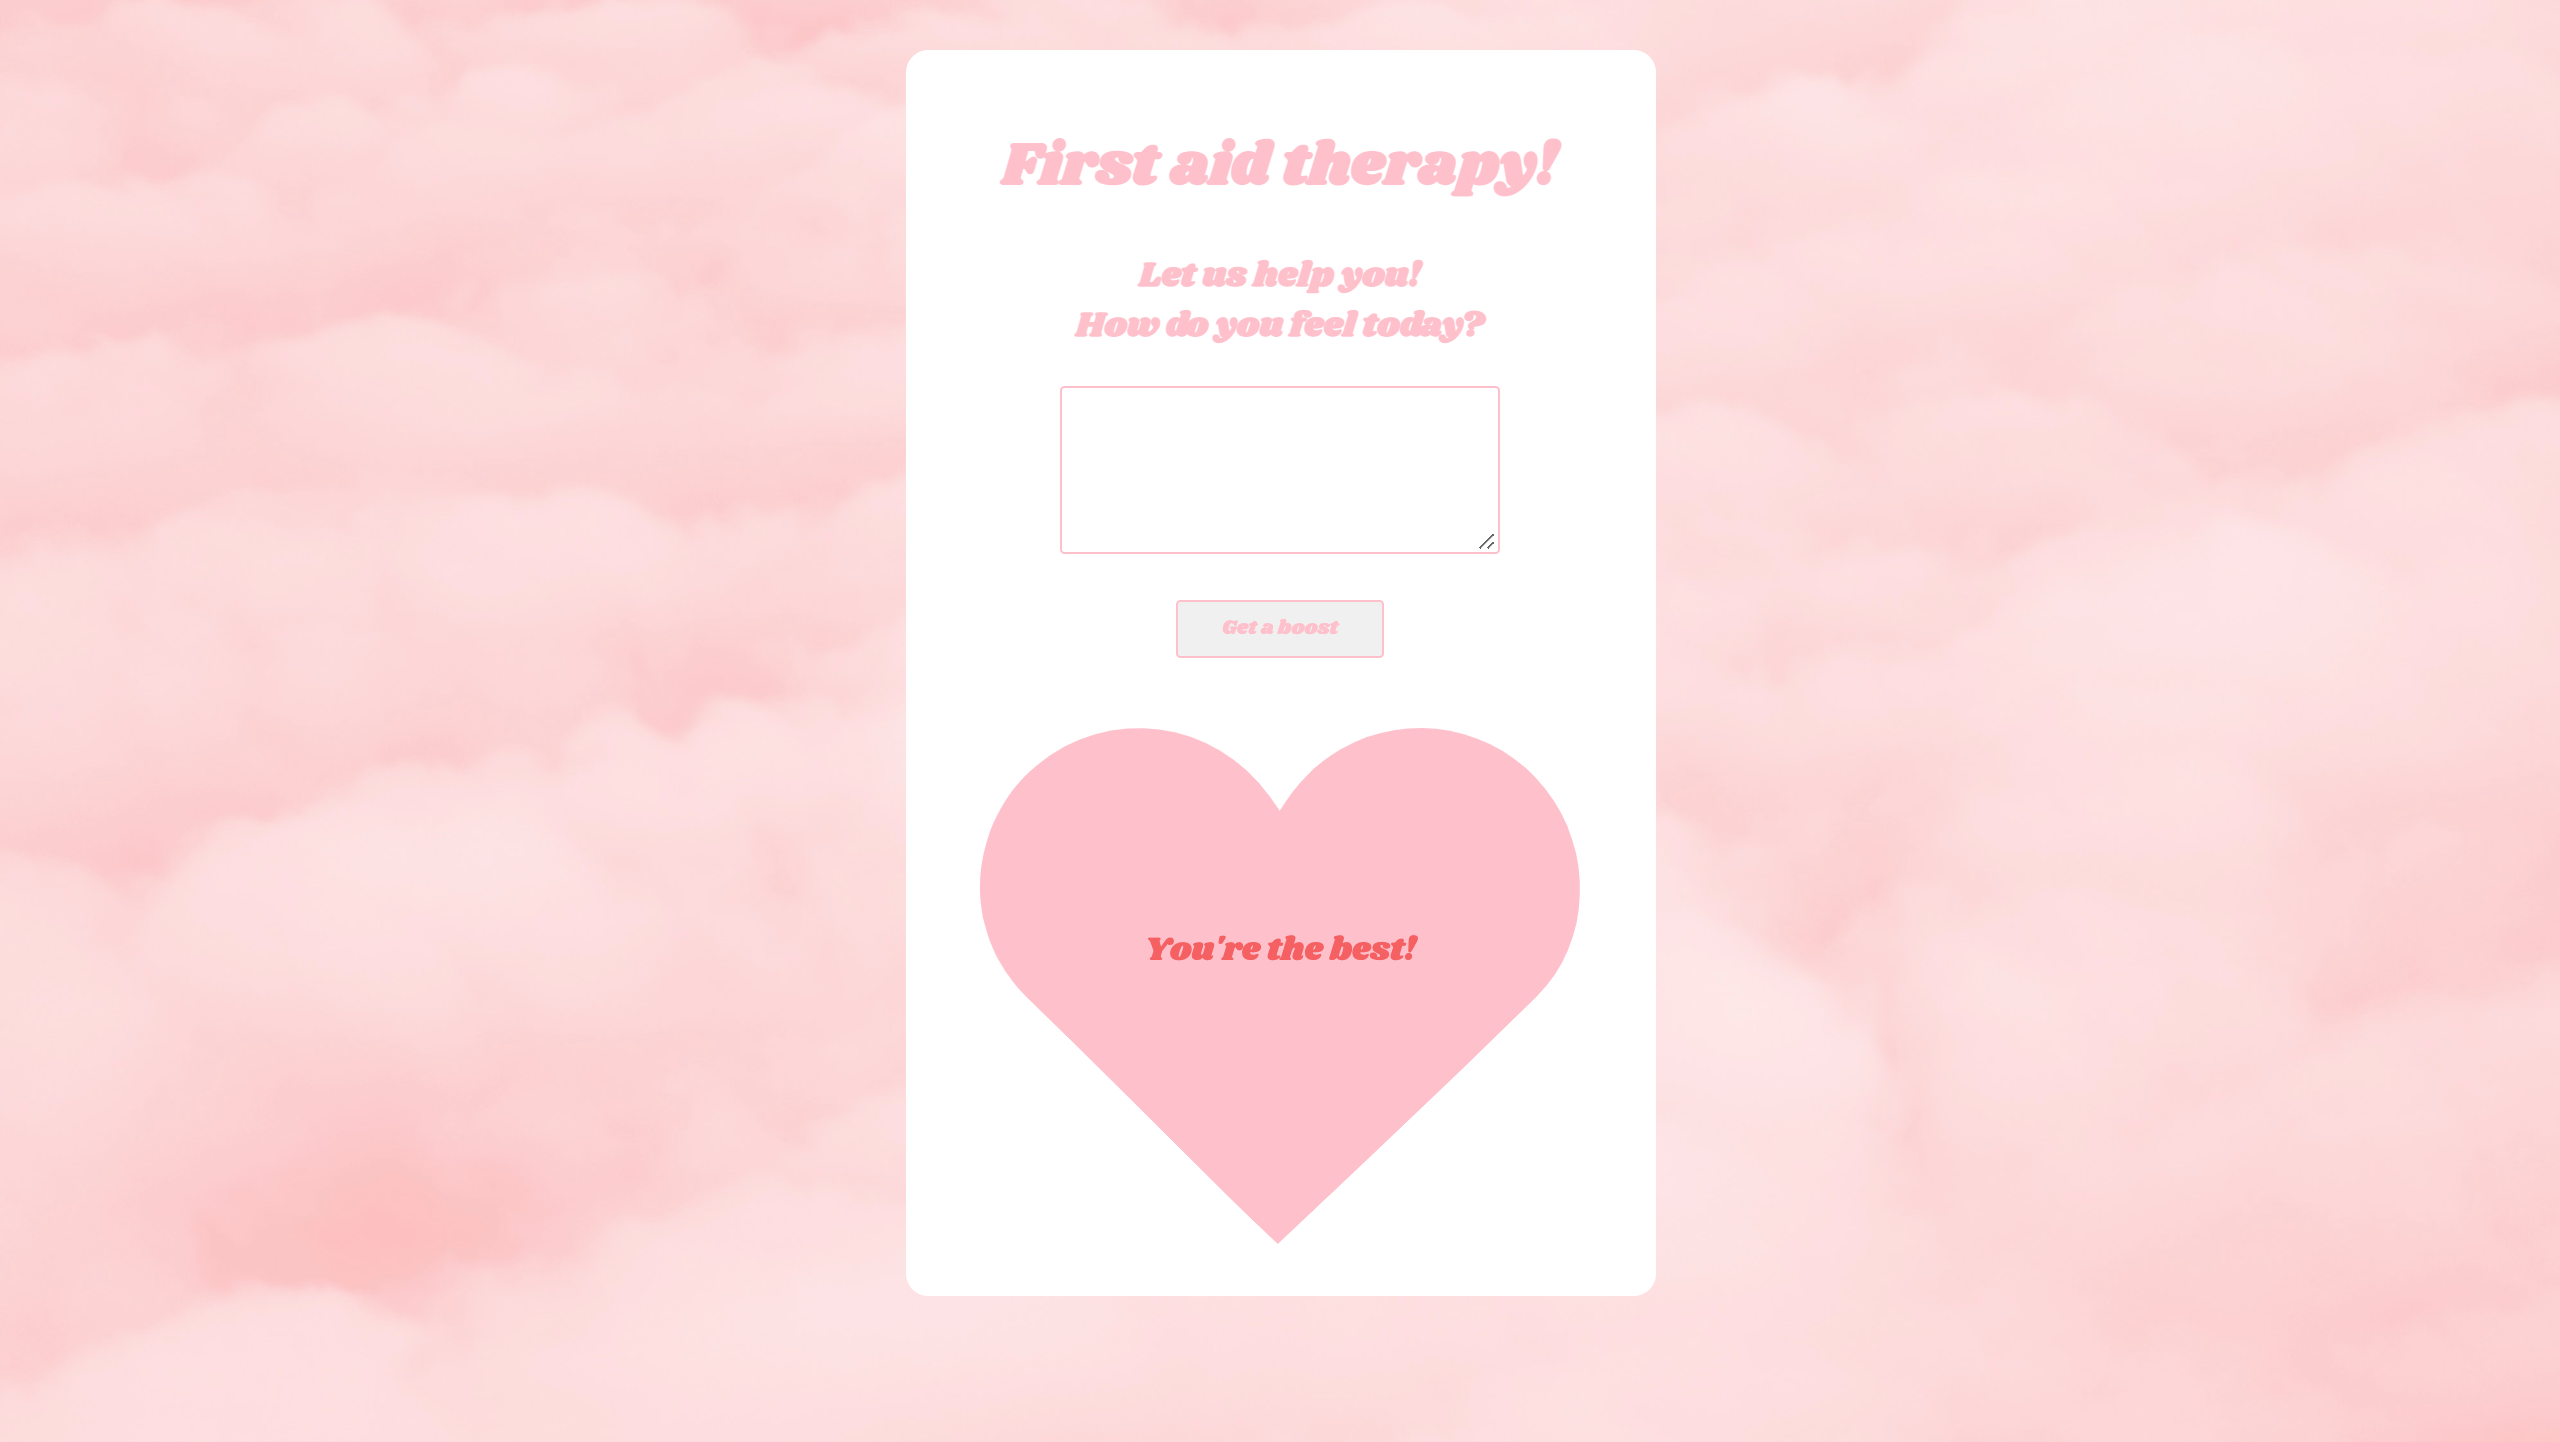 First aid therapy!
Let us help you!
How do you feel today?
Get a boost
You're the best!